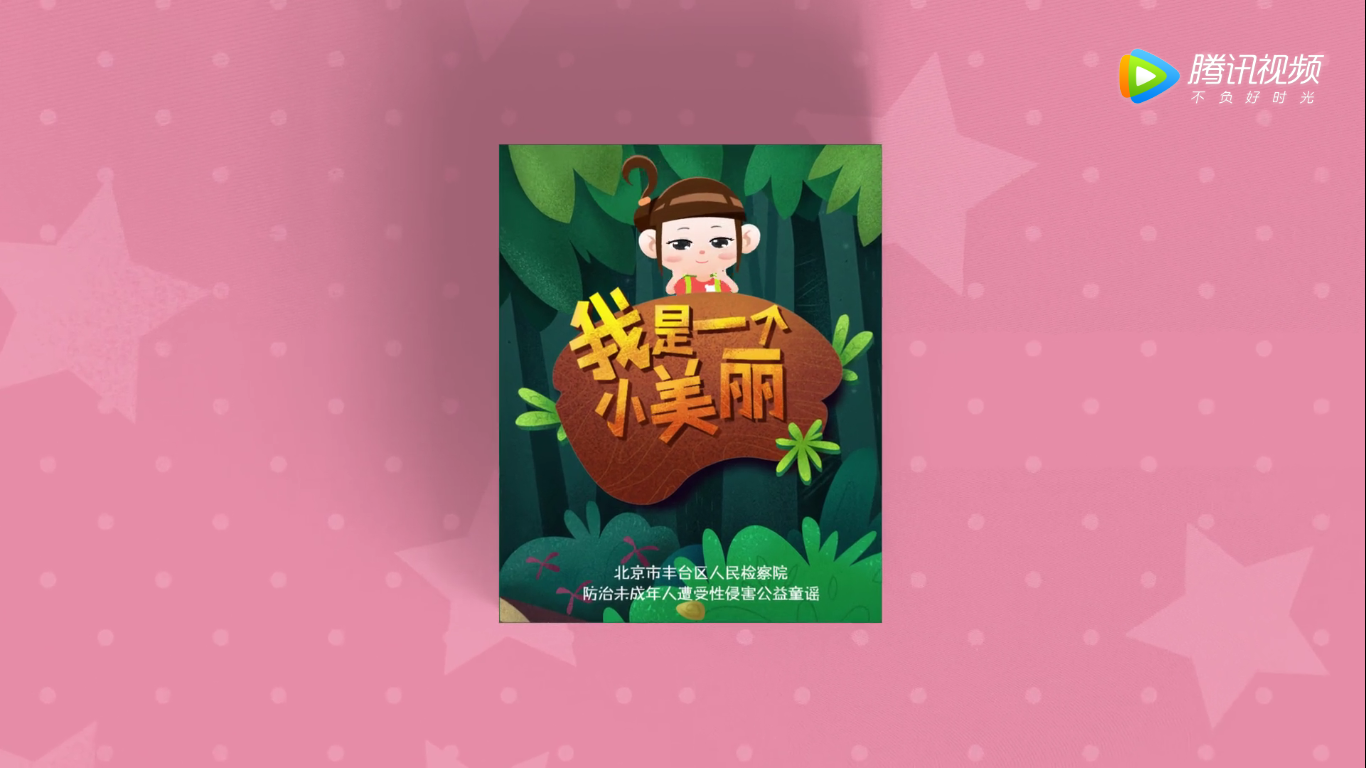 腾讯视频
不负好时光
我是一个
小美丽
北京市丰台区人民检察院
防治未成年人遭受性侵害公益童谣